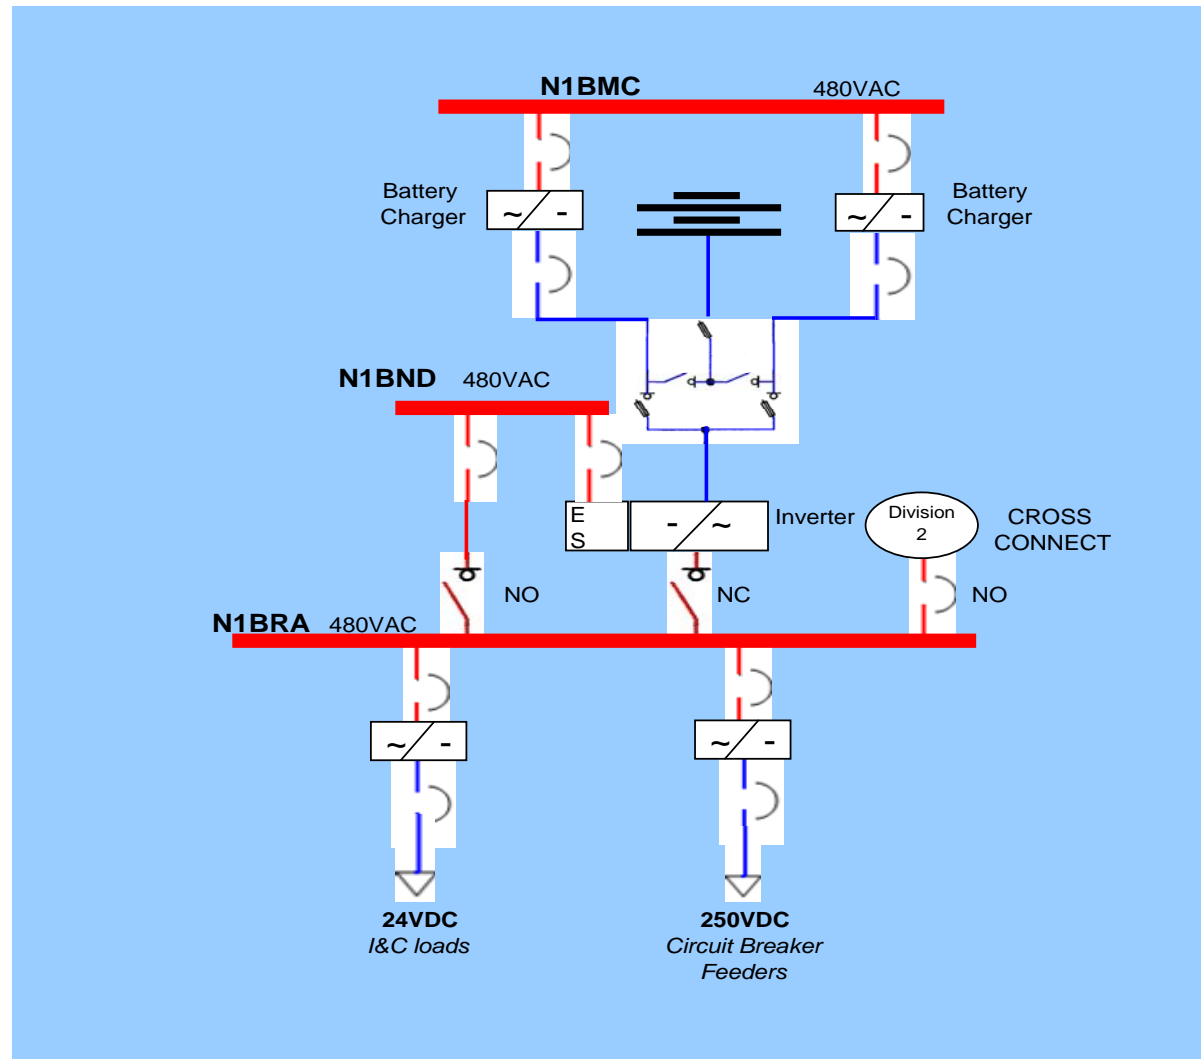 N1BMC 480VAC
Battery
Charger
~ / -
~ / -
Battery
Charger
N1BND 480VAC
E
S
- / ~
Inverter
Division
2
CROSS
CONNECT
NO
NC
NO
N1BRA 480VAC
~ / -
~ / -
24VDC
I&C loads
250VDC
Circuit Breaker
Feeders